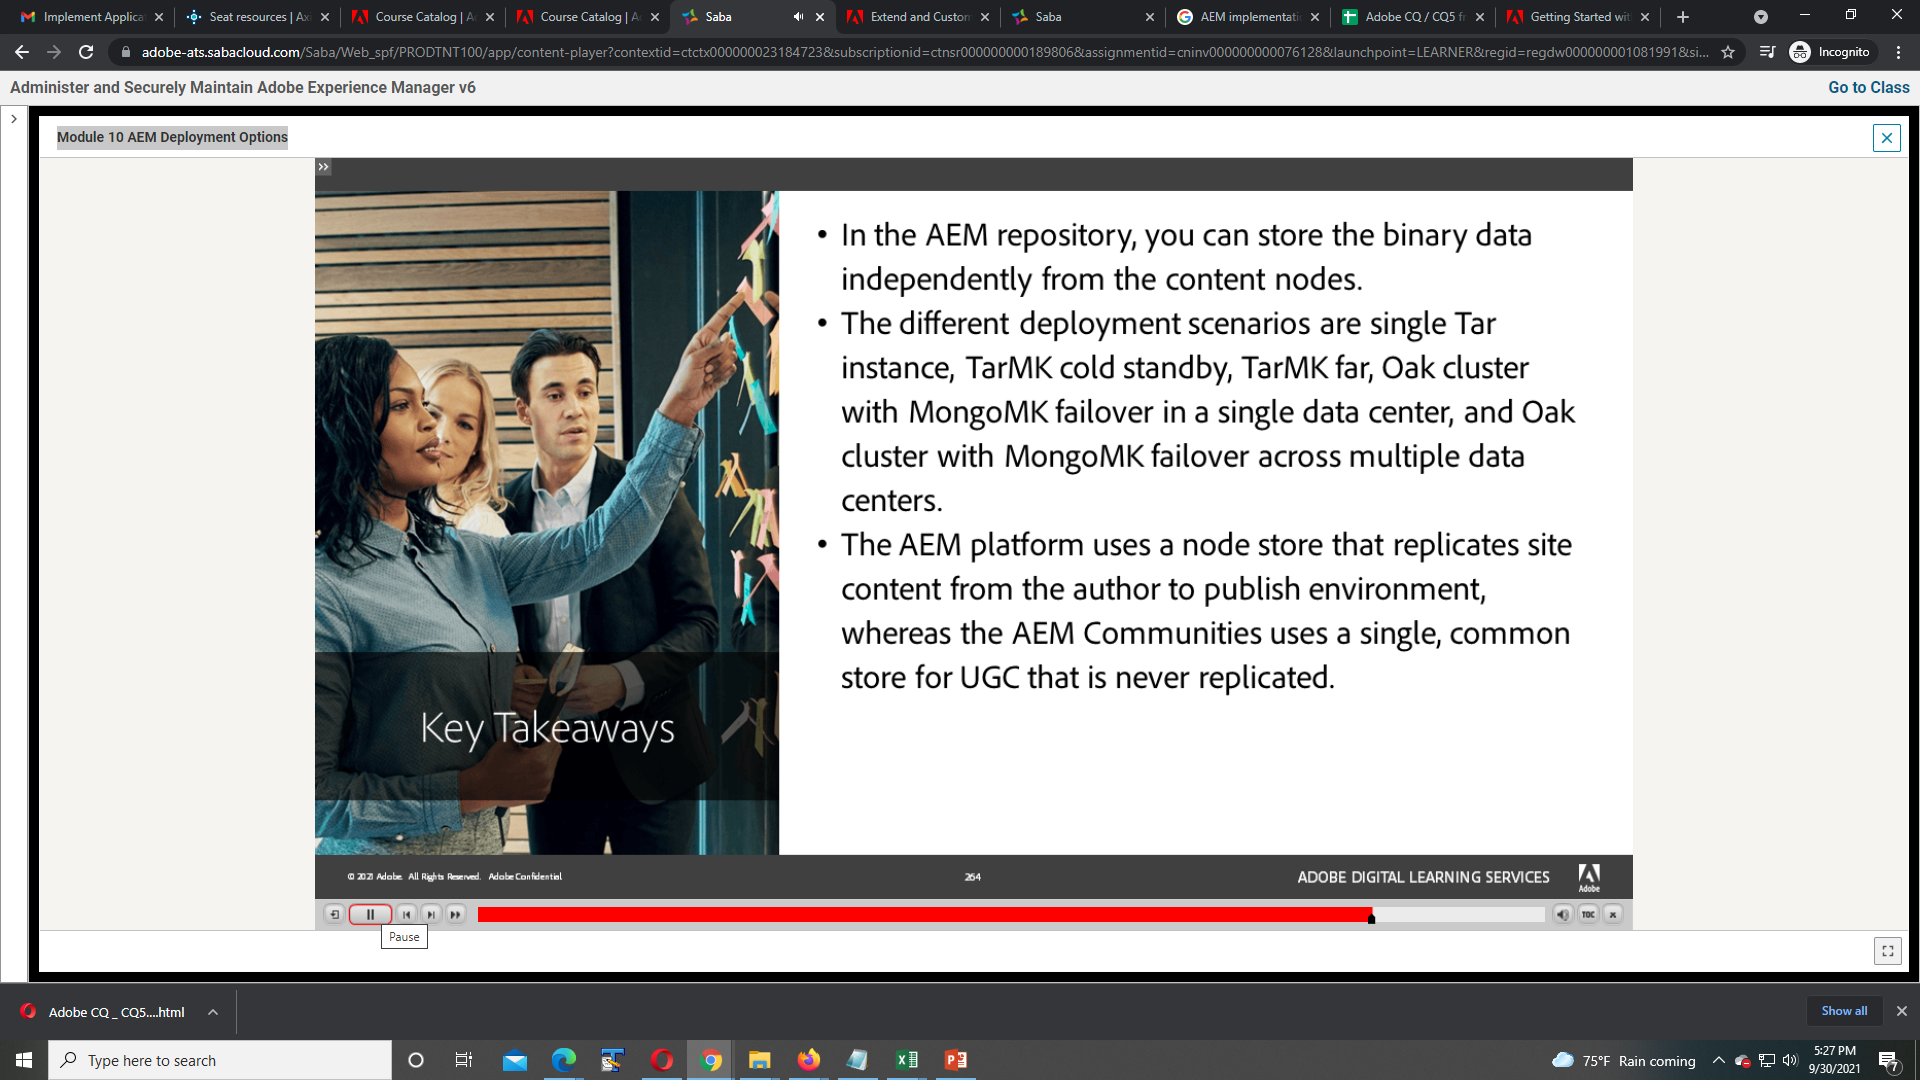 Implement Applica
Seat resources | Ax
Course Catalog | A
Course Catalog | A
Saba
Extend and Custom
Saba
AEM implementati
Adobe CQ / CQ5 f
Getting Started wit
adobe-ats.sabacloud.com/Saba/Web_spf/PRODTNT100/app/content-player?contextid=ctctx000000023184723&subscriptionid=ctnsr000000000189806&assignmentid=cninv000000000076128&launchpoint=LEARNER&regid=regdw000000001081991&si...
Incognito
Administer and Securely Maintain Adobe Experience Manager v6
Go to Class
Module 10 AEM Deployment Options
• In the AEM repository, you can store the binary data
independently from the content nodes.
• The different deployment scenarios are single Tar
instance, TarMK cold standby, TarMK far, Oak cluster
with MongoMK failover in a single data center, and Oak
cluster with MongoMK failover across multiple data
centers.
• The AEM platform uses a node store that replicates site
content from the author to publish environment,
whereas the AEM Communities uses a single, common
store for UGC that is never replicated.
Key Takeaways
© 2021 Adobe. All Rights Reserved. Adobe Confidential
264
ADOBE DIGITAL LEARNING SERVICES
Adobe
TOC
Pause
Adobe CQ _ CQ5....html
Show all
Type here to search
75°F Rain coming
5:27 PM
9/30/2021
7